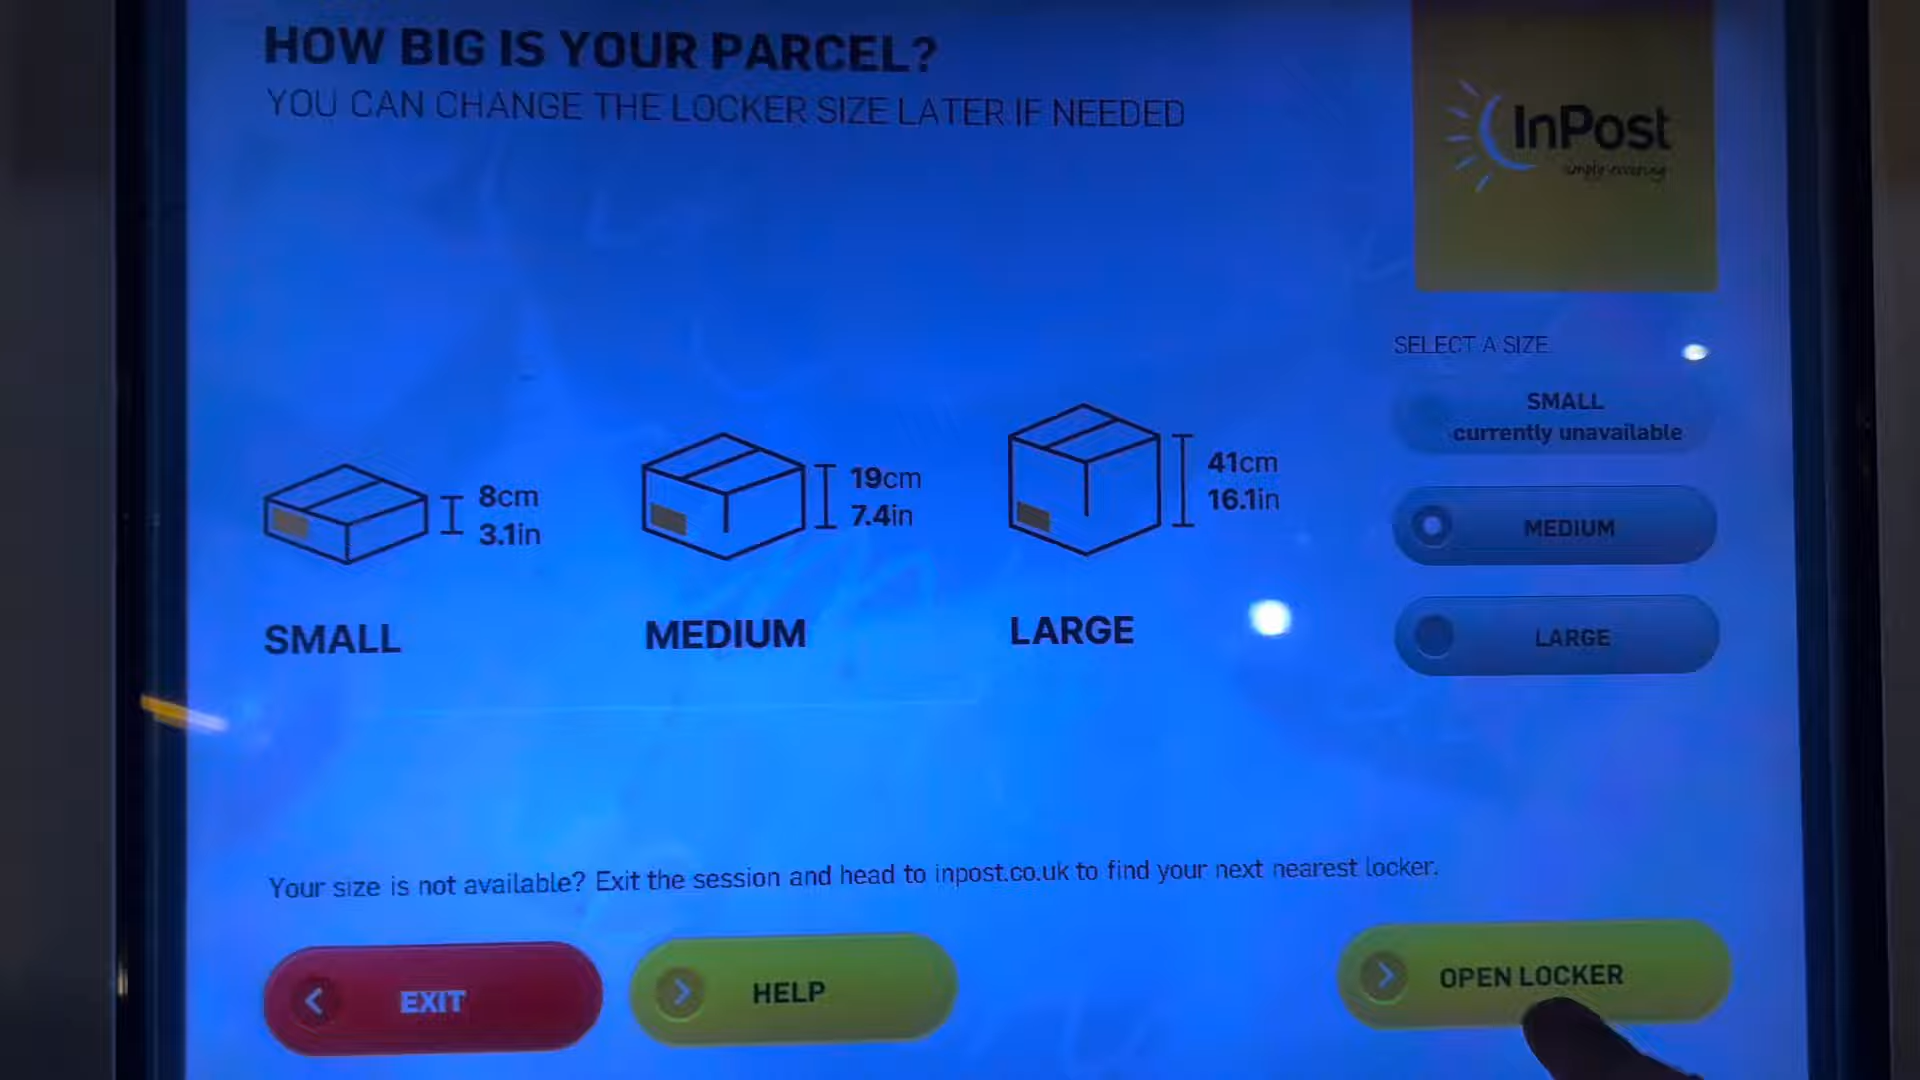 HOW BIG IS YOUR PARCEL?
YOU CAN CHANGE THE LOCKER SIZE LATER IF NEEDED
InPost
SELECT A SIZE
SMALL
currently unavailable
MEDIUM
LARGE
8cm
3.1in
SMALL
19cm
7.4in
MEDIUM
41cm
16.1in
LARGE
Your size is not available? Exit the session and head to inpost.co.uk to find your next nearest locker.
EXIT
HELP
OPEN LOCKER